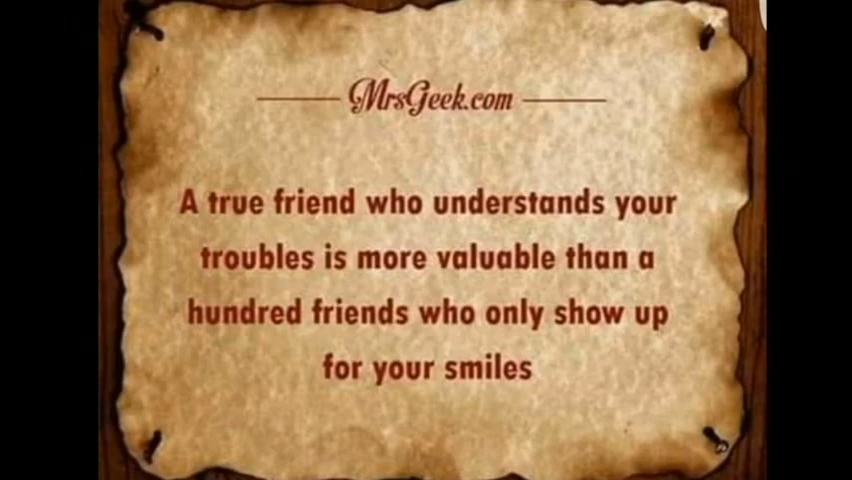 MrsGeek.com
A true friend who understands your
troubles is more valuable than a
hundred friends who only show up
for your smiles